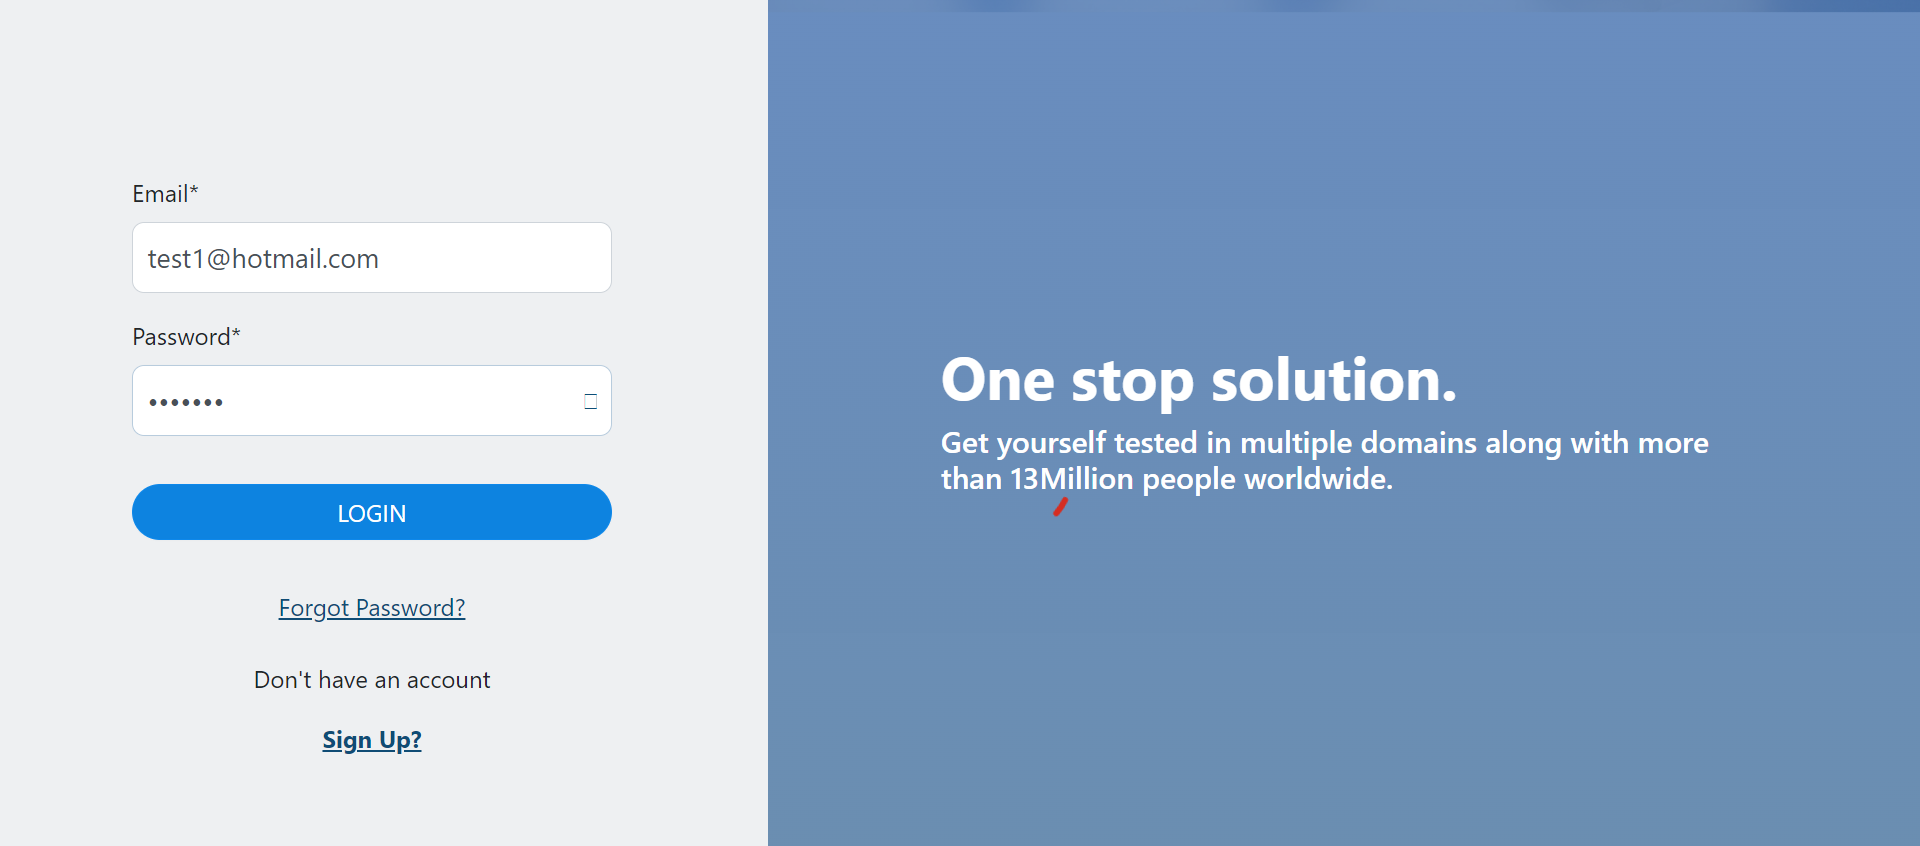 Email*
test1@hotmail.com
Password*
•••••••
LOGIN
Forgot Password?
Don't have an account
Sign Up?
One stop solution.
Get yourself tested in multiple domains along with more
than 13Million people worldwide.